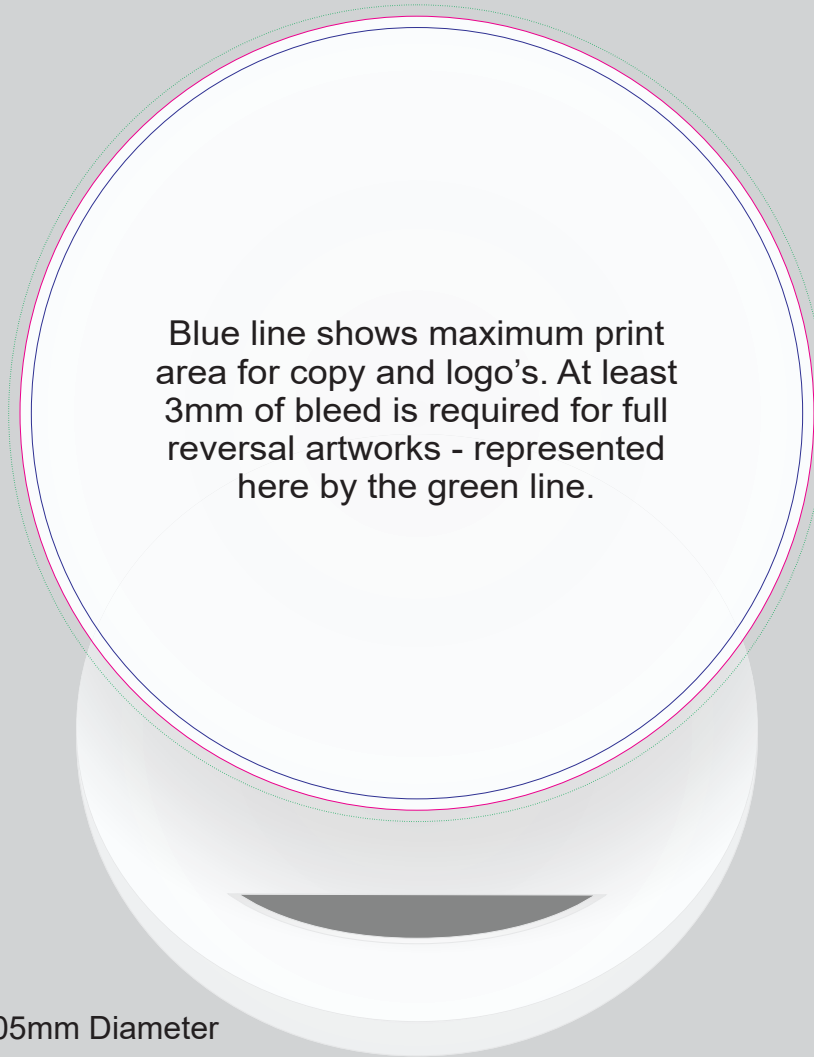 Blue line shows maximum print
area for copy and logo’s. At least
3mm of bleed is required for full
reversal artworks - represented
here by the green line.
05mm Diameter